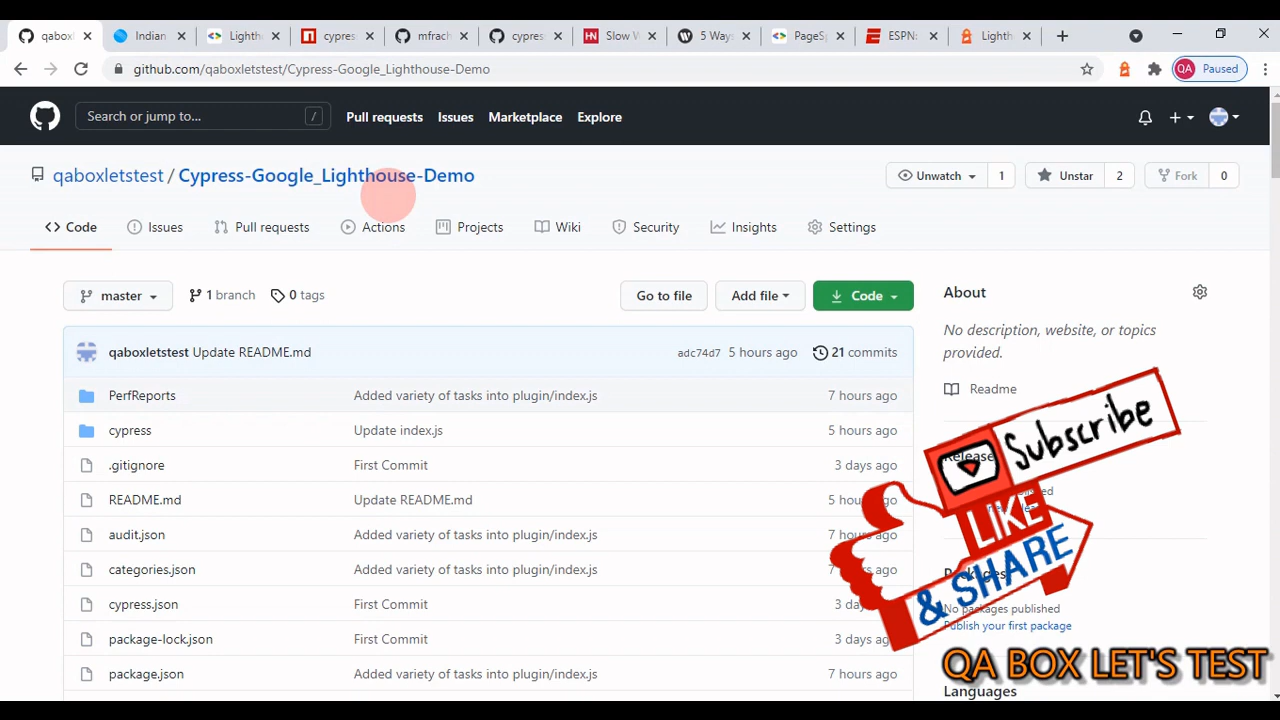 qaboxl
Indian
Lighth
cypres
mfrach
cypres
Slow W
5 Ways
PageSp
ESPN:
Lighth
github.com/qaboxletstest/Cypress-Google_Lighthouse-Demo
QA Paused
Search or jump to... /
Pull requests Issues Marketplace Explore
qaboxletstest / Cypress-Google_Lighthouse-Demo
Unwatch 1 Unstar 2 Fork 0
Code Issues Pull requests Actions Projects Wiki Security Insights Settings
master 1 branch 0 tags Go to file Add file Code
About
No description, website, or topics
provided.
Readme
qaboxletstest Update README.md adc74d7 5 hours ago 21 commits
PerfReports Added variety of tasks into plugin/index.js 7 hours ago
cypress Update index.js 5 hours ago
.gitignore First Commit 3 days ago
README.md Update README.md 5 hou
audit.json Added variety of tasks into plugin/index.js 7 hour
categories.json Added variety of tasks into plugin/index.js
cypress.json First Commit 3 day
package-lock.json First Commit 3 days
package.json Added variety of tasks into plugin/index.js 7 hours ago
Subscribe
LIKE
& SHARE
No packages published
Publish your first package
QA BOX LET'S TEST
Languages